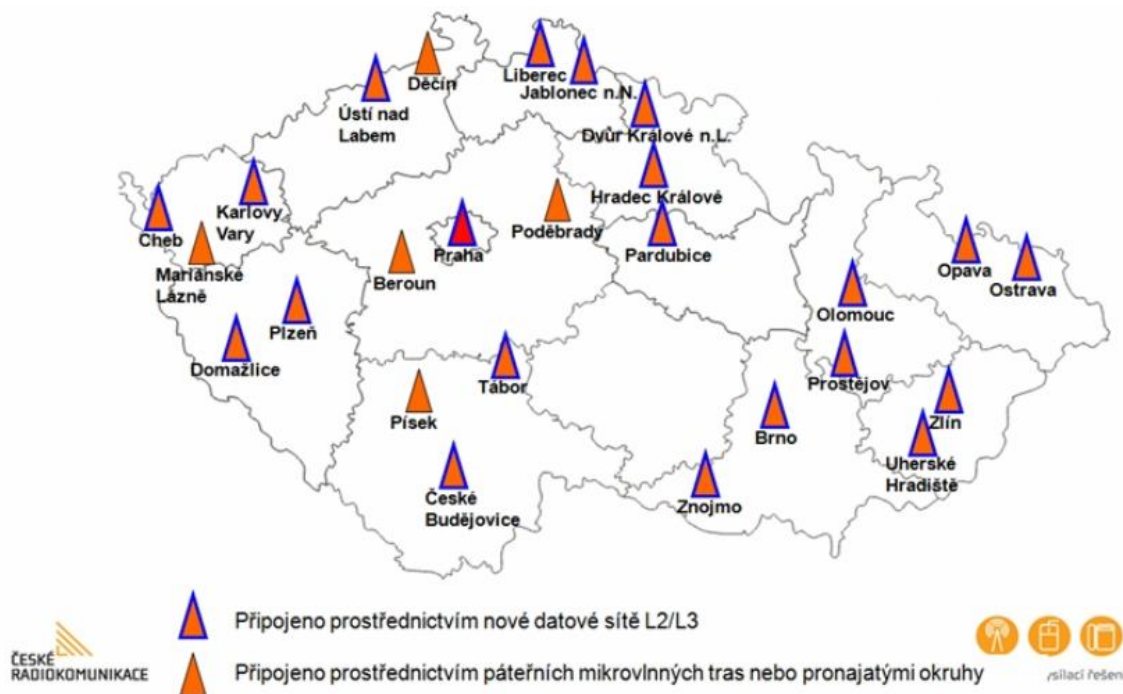 Děčín
Liberec
Jablonec n.N.
Ústí nad
Labem
Dvůr Králové n.L.
Karlovy
Vary
Hradec Králové
Cheb
Praha
Poděbrady
Pardubice
Mariánské
Lázně
Beroun
Opava
Ostrava
Olomouc
Plzeň
Domažlice
Tábor
Prostějov
Písek
Brno
Zlín
Uherské
Hradiště
České
Budějovice
Znojmo
Připojeno prostřednictvím nové datové sítě L2/L3
ČESKÉ
RADIOKOMUNIKACE
Připojeno prostřednictvím páteřních mikrovlnných tras nebo pronajatými okruhy